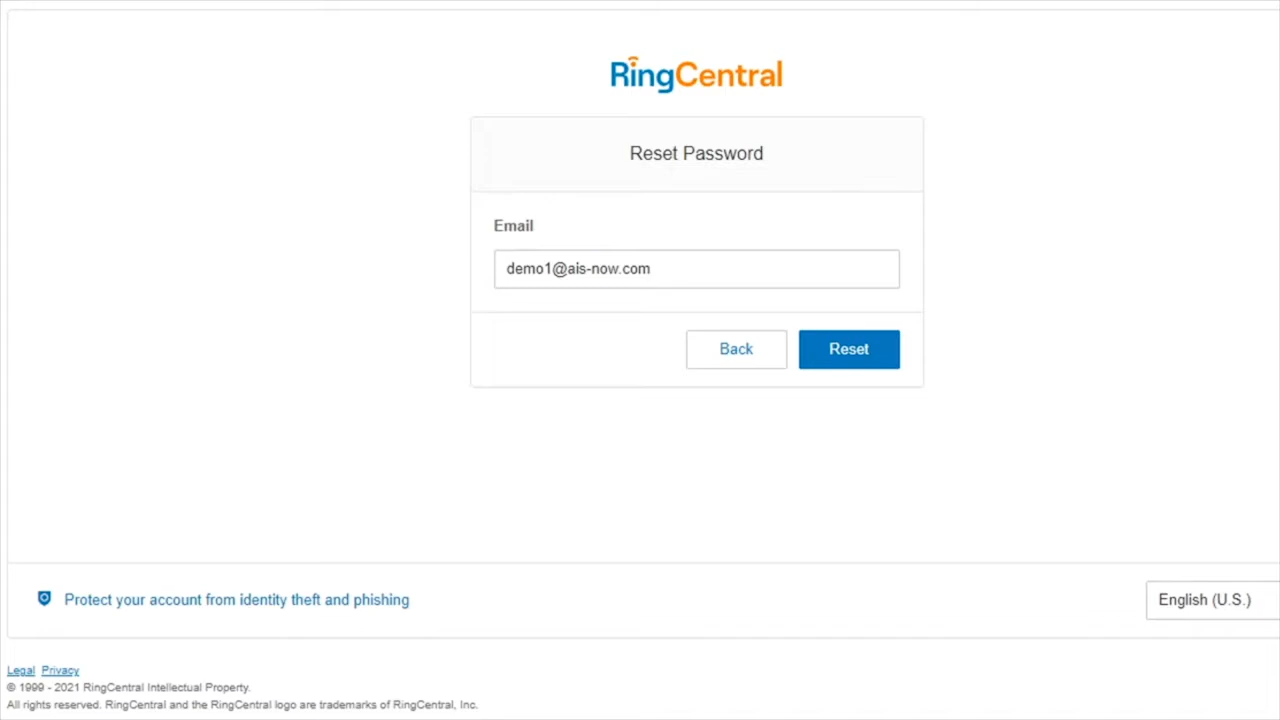 RingCentral
Reset Password
Email
demo1@ais-now.com
Back
Reset
Protect your account from identity theft and phishing
English (U.S.)
Legal Privacy
© 1999 - 2021 RingCentral Intellectual Property.
All rights reserved. RingCentral and the RingCentral logo are trademarks of RingCentral, Inc.